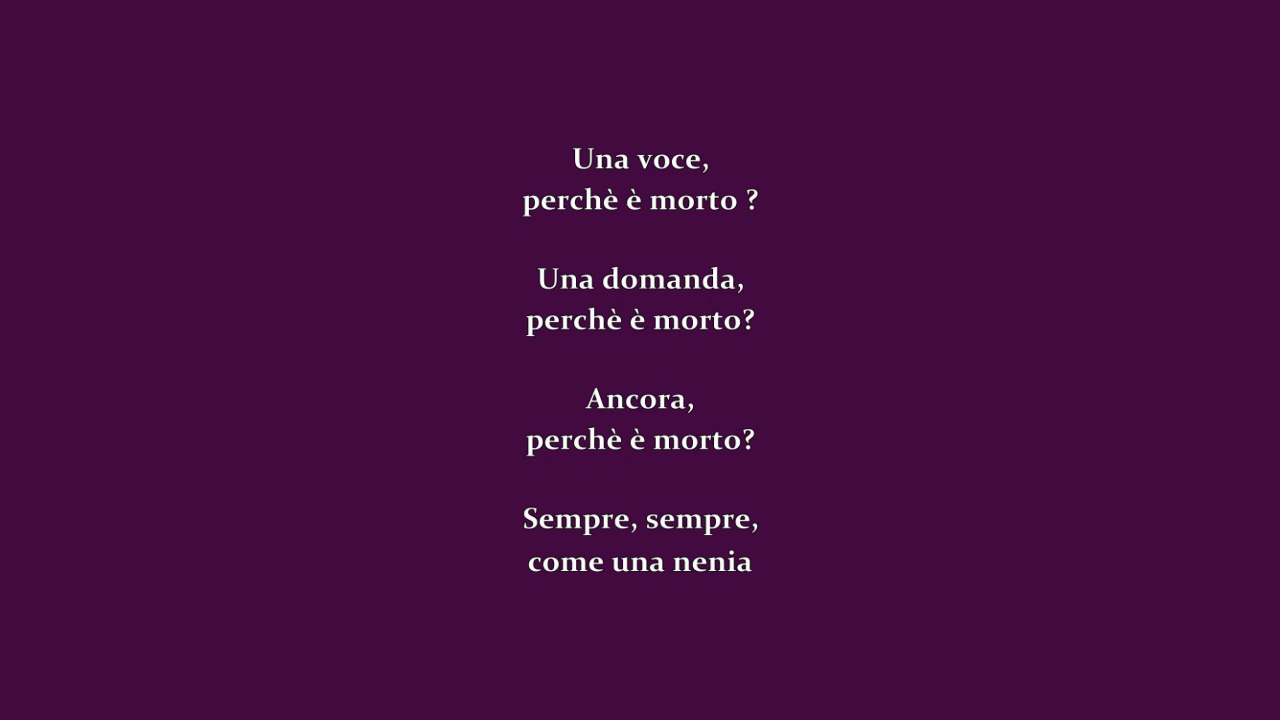 Una voce,
perchè è morto ?
Una domanda,
perchè è morto?
Ancora,
perchè è morto?
Sempre, sempre,
come una nenia